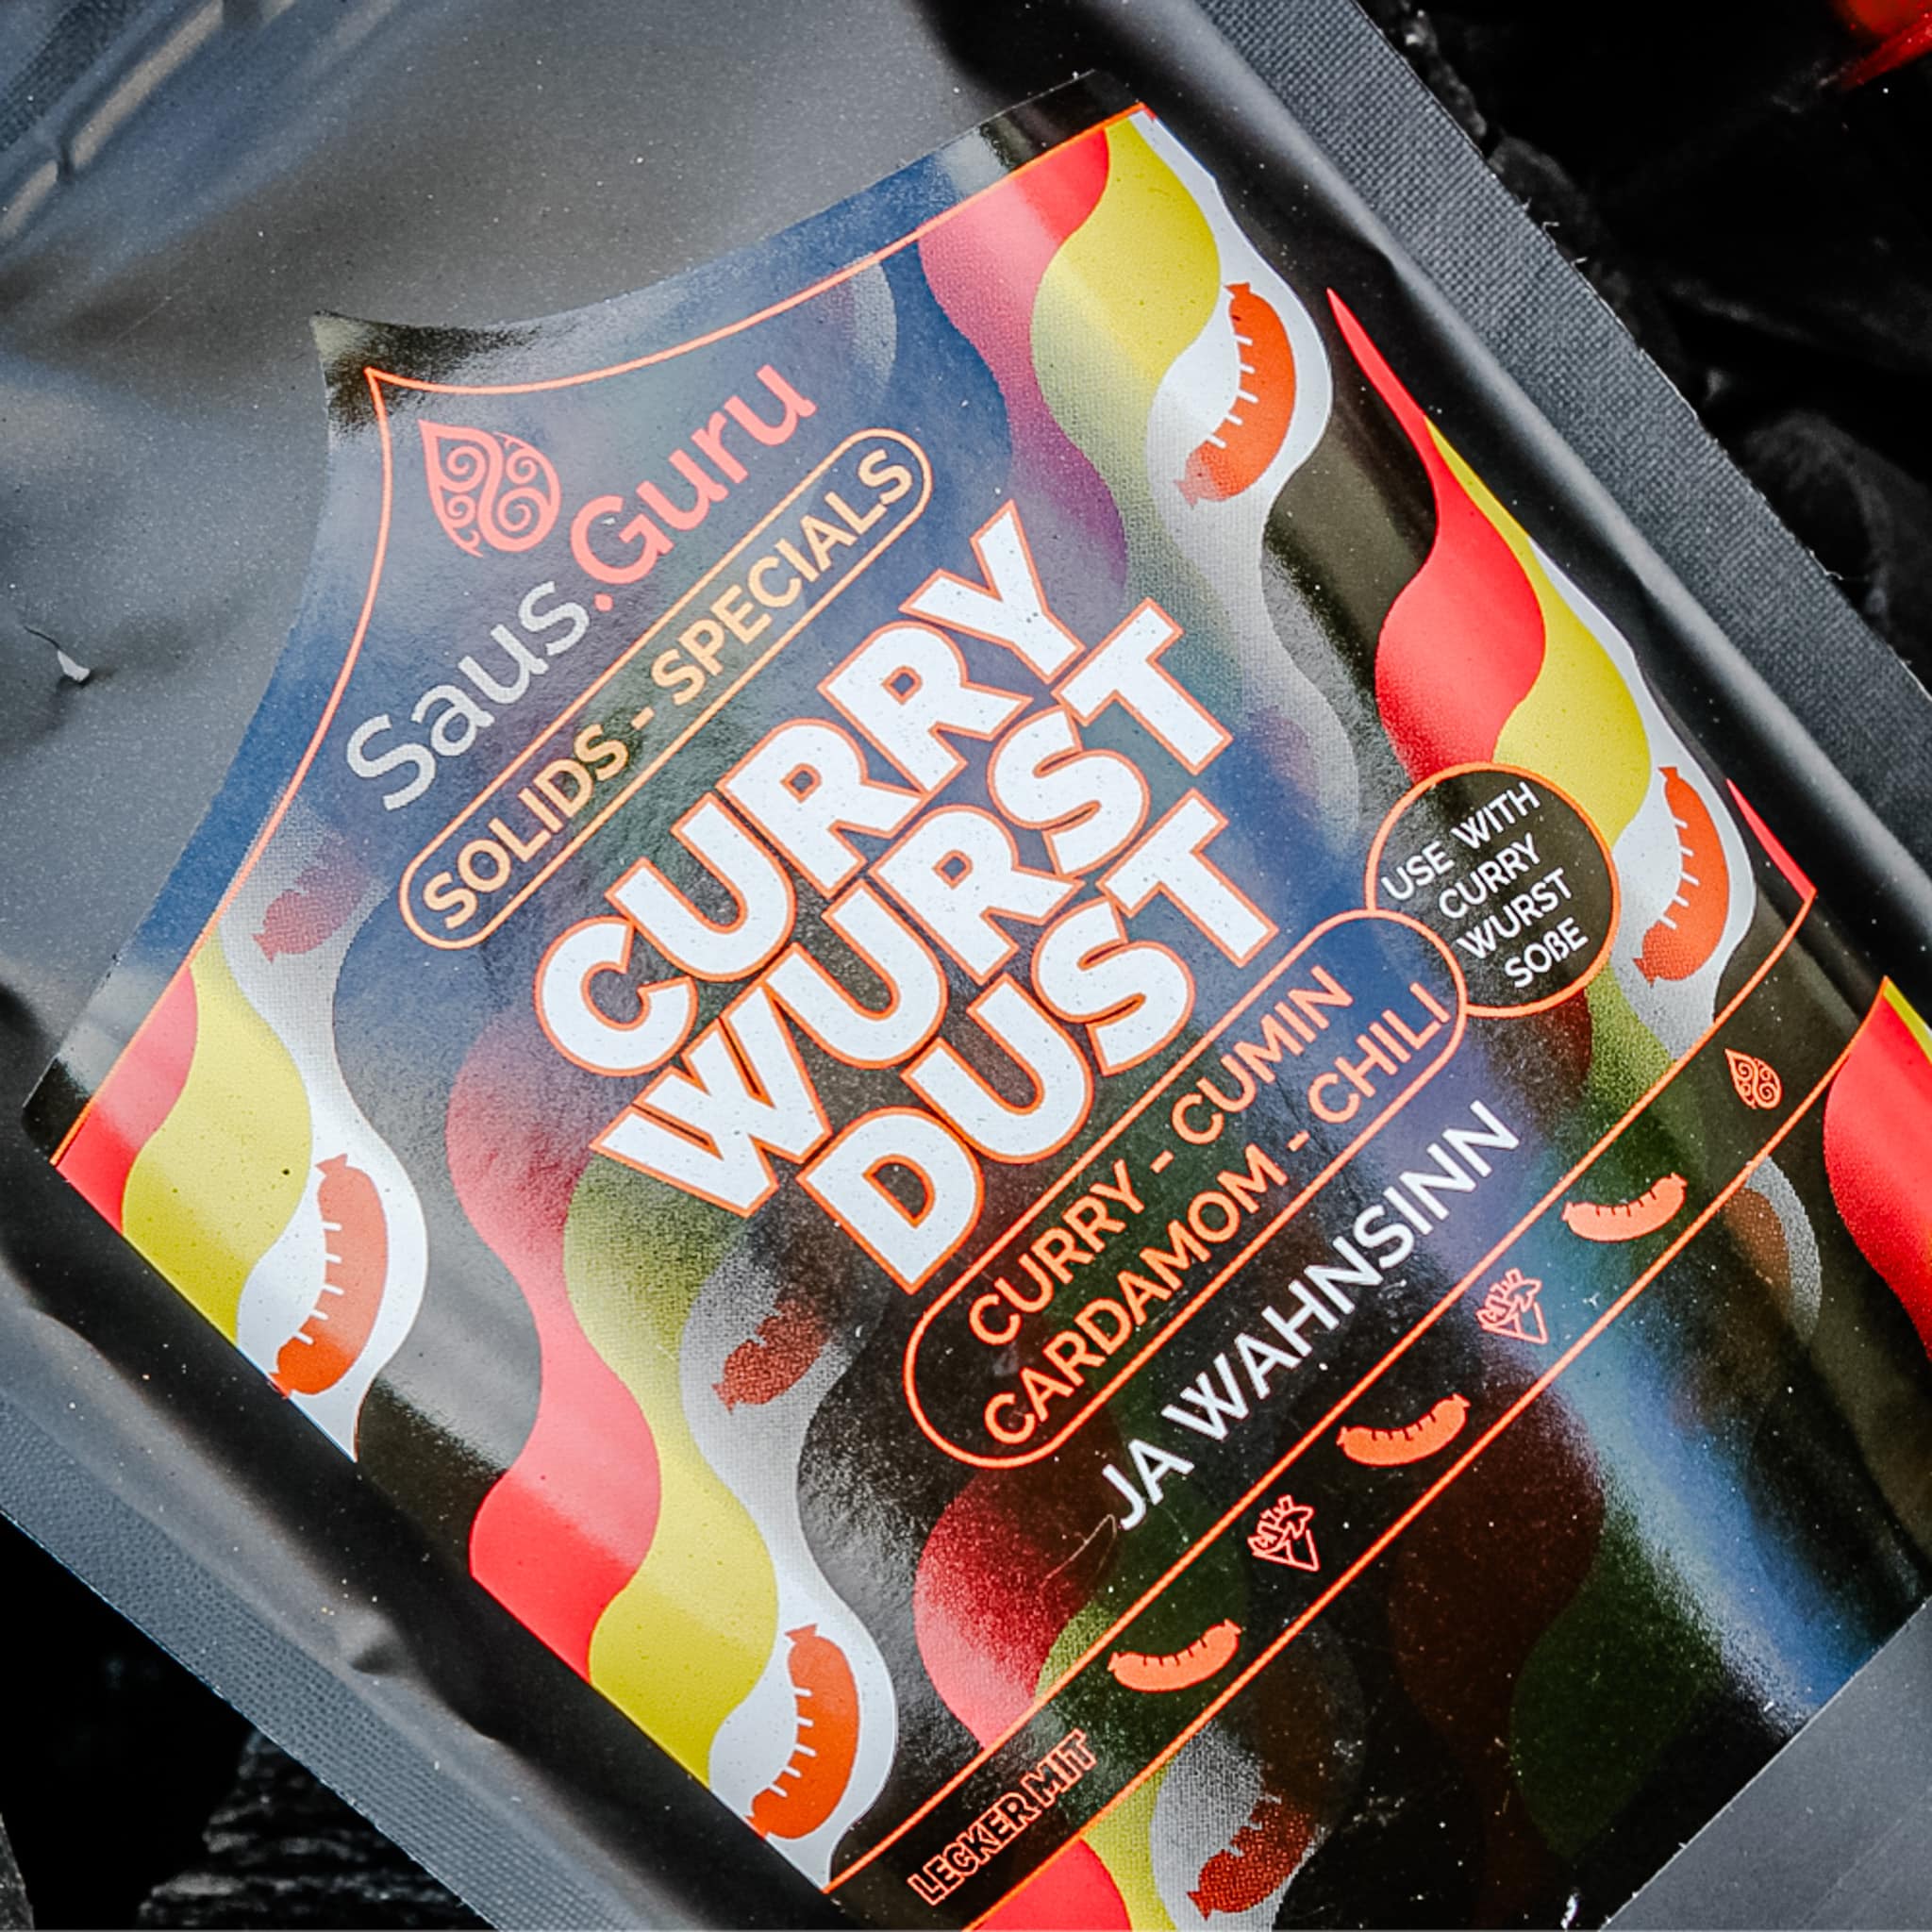 Saus.Guru
SOLIDS - SPECIALS
CURRY
WURST
DUST
USE WITH
CURRY
WURST
SOßE
CURRY - CUMIN
CARDAMOM - CHILI
JA WAHNSINN
LECKER MIT